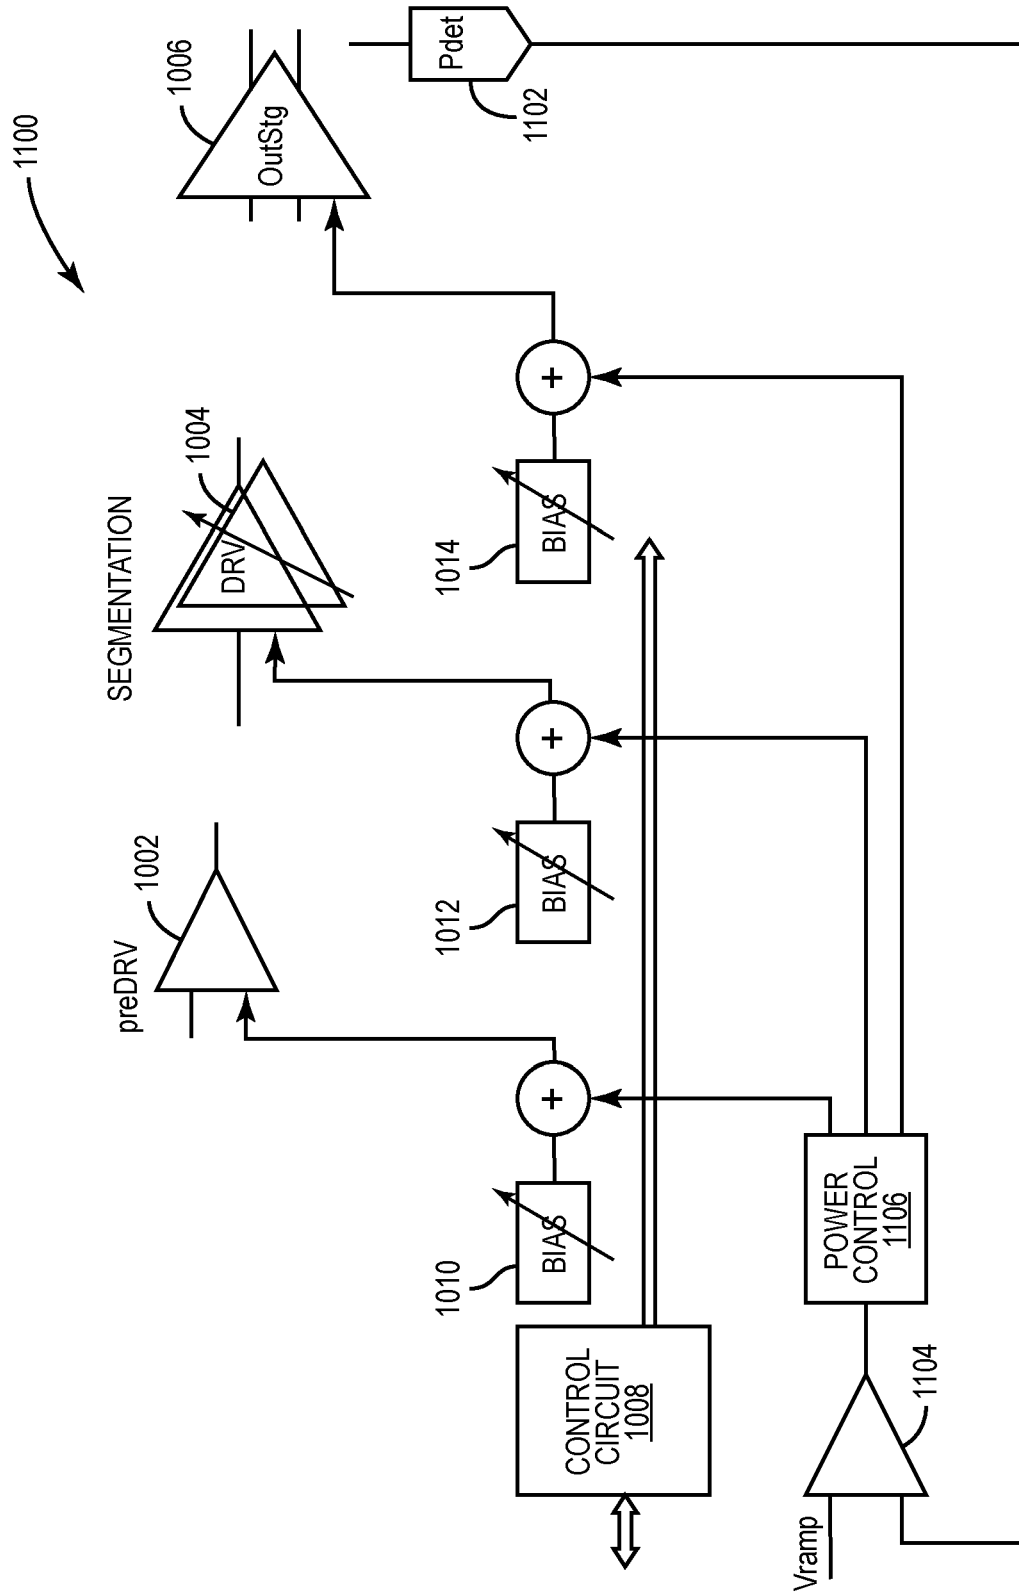 1100
preDRV
1002
SEGMENTATION
DRV
1004
OutStg
1006
Pdet
1102
1010
BIAS
+
1012
BIAS
+
1014
BIAS
+
CONTROL
CIRCUIT
1008
Vramp
1104
POWER
CONTROL
1106